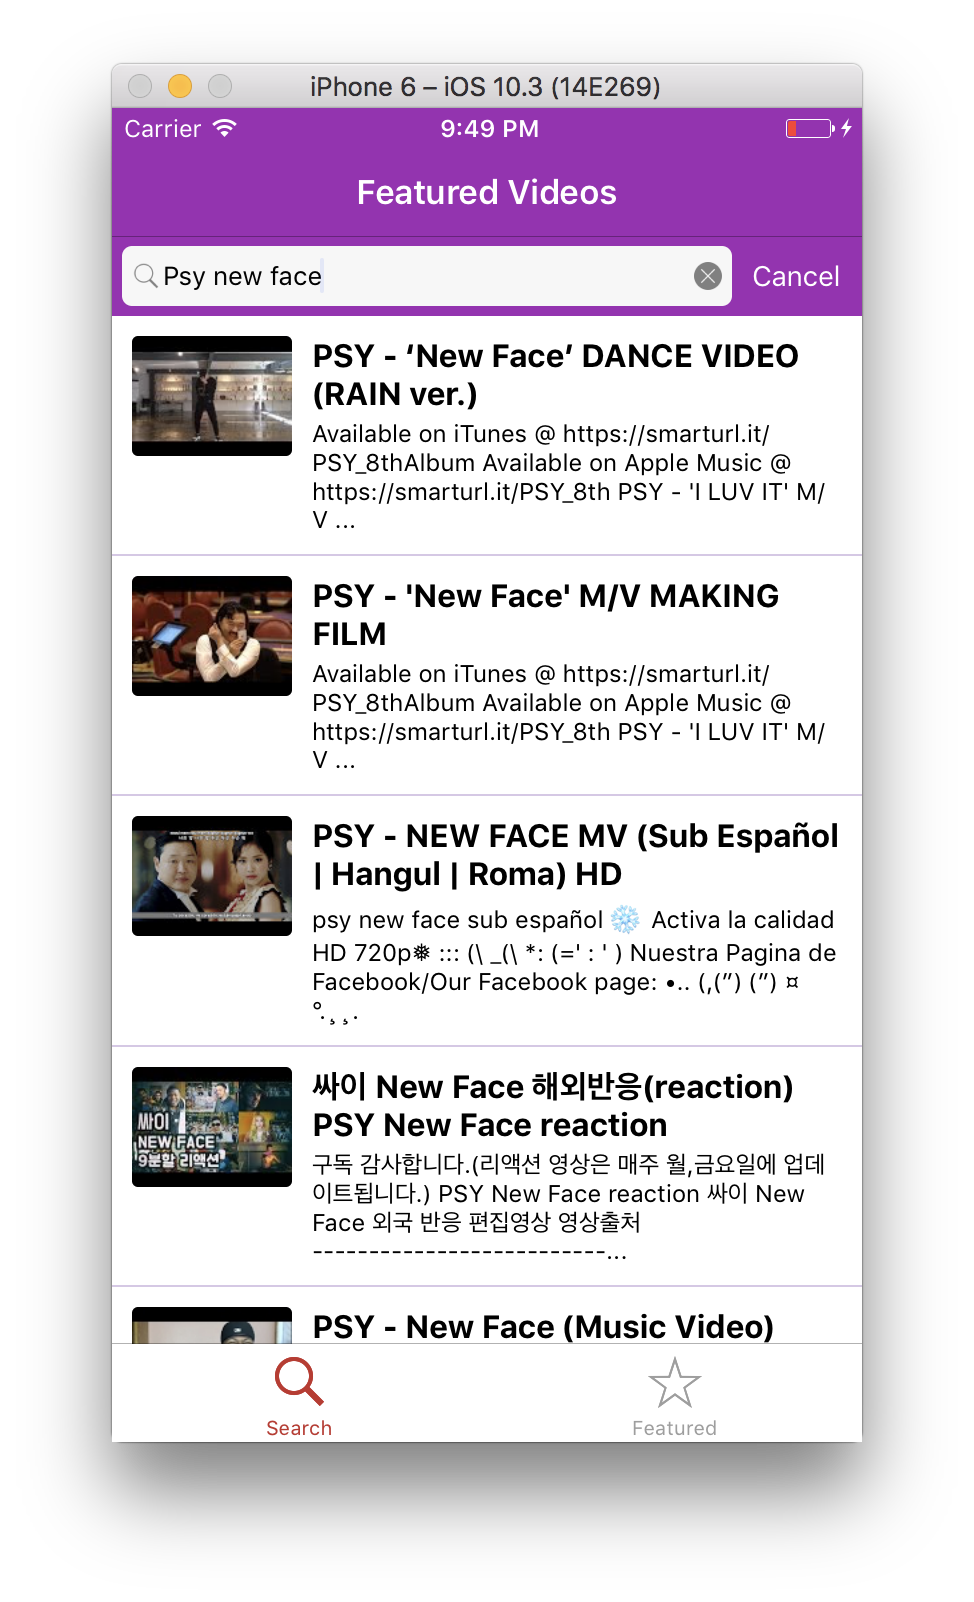 iPhone 6 – iOS 10.3 (14E269)
Carrier 9:49 PM
Featured Videos
Psy new face Cancel
PSY - ‘New Face’ DANCE VIDEO
(RAIN ver.)
Available on iTunes @ https://smarturl.it/
PSY_8thAlbum Available on Apple Music @
https://smarturl.it/PSY_8th PSY - 'I LUV IT' M/
V ...
PSY - 'New Face' M/V MAKING
FILM
Available on iTunes @ https://smarturl.it/
PSY_8thAlbum Available on Apple Music @
https://smarturl.it/PSY_8th PSY - 'I LUV IT' M/
V ...
PSY - NEW FACE MV (Sub Español
| Hangul | Roma) HD
psy new face sub español ❄️ Activa la calidad
HD 720p❅ ::: (\ _(\ *: (=' : ' ) Nuestra Pagina de
Facebook/Our Facebook page: •.. (,(”) (”) ¤
°.¸¸.
싸이
NEW FACE
9분할 리액션
싸이 New Face 해외반응(reaction)
PSY New Face reaction
구독 감사합니다.(리액션 영상은 매주 월,금요일에 업데
이트됩니다.) PSY New Face reaction 싸이 New
Face 외국 반응 편집영상 영상출처
--------------------------...
PSY - New Face (Music Video)
Search Featured